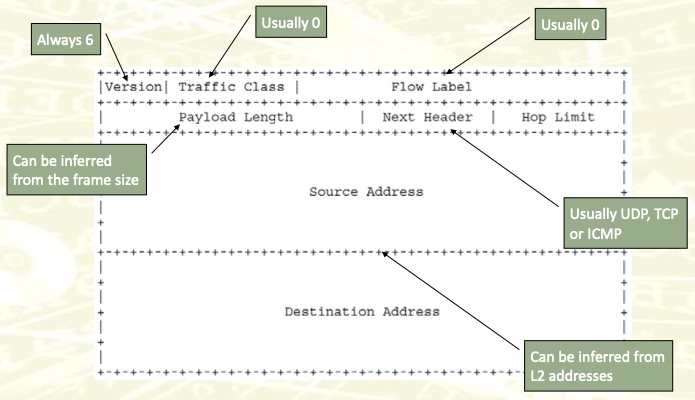 Usually 0
Usually 0
Always 6
|Version| Traffic Class | Flow Label |
| Payload Length | Next Header | Hop Limit |
Can be inferred
from the frame size
Source Address
Usually UDP, TCP
or ICMP
Destination Address
Can be inferred from
L2 addresses